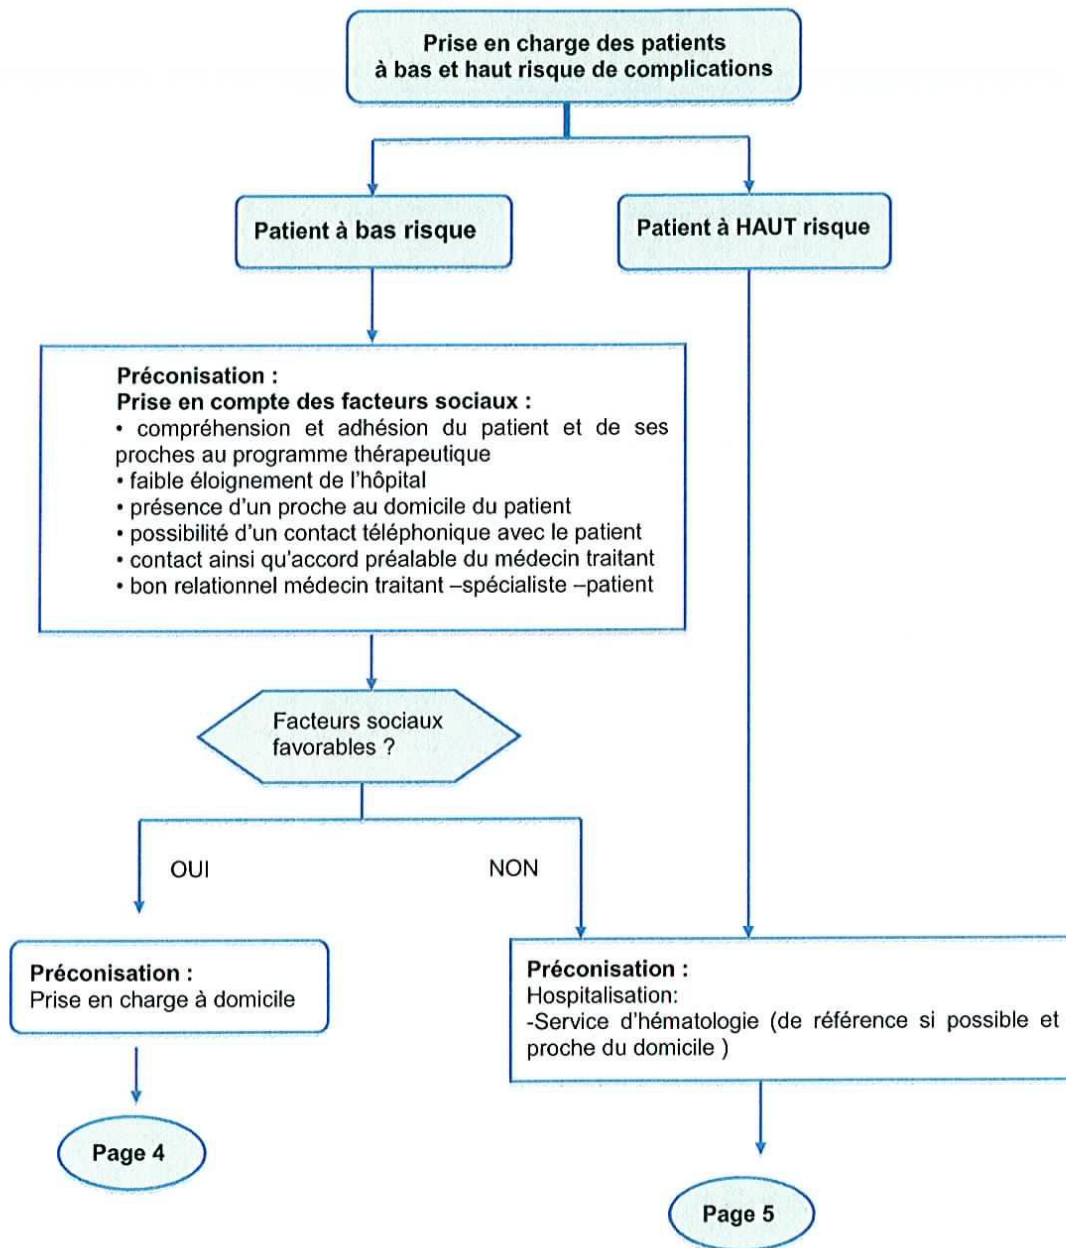 Prise en charge des patients
à bas et haut risque de complications
Patient à bas risque
Patient à HAUT risque
Préconisation :
Prise en compte des facteurs sociaux :
• compréhension et adhésion du patient et de ses
proches au programme thérapeutique
• faible éloignement de l'hôpital
• présence d'un proche au domicile du patient
• possibilité d'un contact téléphonique avec le patient
• contact ainsi qu'accord préalable du médecin traitant
• bon relationnel médecin traitant –spécialiste –patient
Facteurs sociaux
favorables ?
OUI
NON
Préconisation :
Prise en charge à domicile
Préconisation :
Hospitalisation:
-Service d'hématologie (de référence si possible et
proche du domicile )
Page 4
Page 5